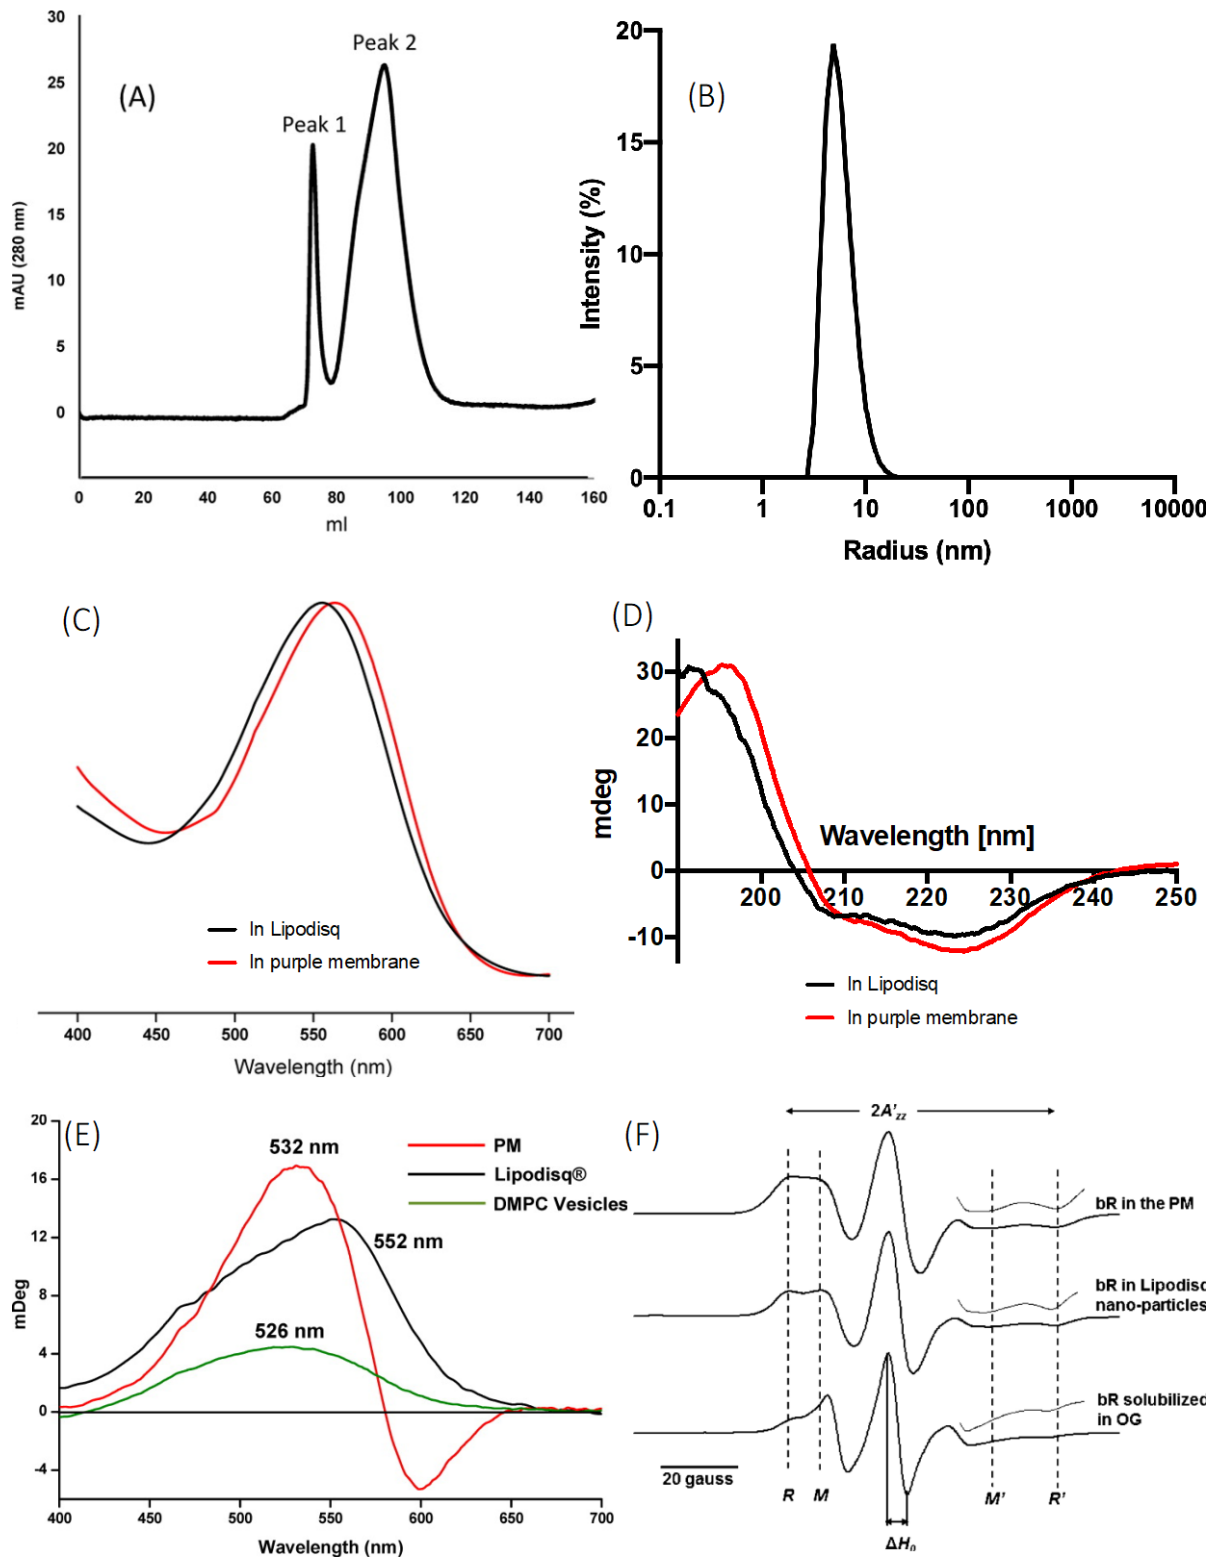 (A)
Peak 1
Peak 2
mAU (280 nm)
30
25
20
15
10
5
0
0 20 40 60 80 100 120 140 160
ml
(B)
Intensity (%)
20
15
10
5
0
0.1 1 10 100 1000 10000
Radius (nm)
(C)
In Lipodisq
In purple membrane
400 450 500 550 600 650 700
Wavelength (nm)
(D)
mdeg
30
20
10
0
-10
Wavelength [nm]
200 210 220 230 240 250
In Lipodisq
In purple membrane
(E)
mDeg
20
16
12
8
4
0
-4
532 nm
552 nm
526 nm
PM
Lipodisq®
DMPC Vesicles
400 450 500 550 600 650 700
Wavelength (nm)
(F)
2A'zz
bR in the PM
bR in Lipodisq
nano-particles
bR solubilized
in OG
20 gauss
R M M' R'
ΔH0